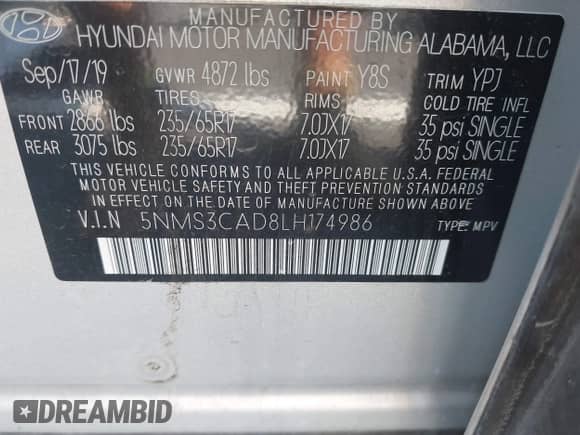 MANUFACTURED BY
HYUNDAI MOTOR MANUFACTURING ALABAMA, LLC
Sep/17/19 GVWR 4872 lbs PAINT Y8S TRIM YPJ
GAWR TIRES RIMS COLD TIRE INFL
FRONT 2866 lbs 235/65R17 7.0JX17 35 psi SINGLE
REAR 3075 lbs 235/65R17 7.0JX17 35 psi SINGLE
THIS VEHICLE CONFORMS TO ALL APPLICABLE U.S.A. FEDERAL
MOTOR VEHICLE SAFETY, BUMPER, AND THEFT PREVENTION STANDARDS
IN EFFECT ON THE DATE OF MANUFACTURE SHOWN ABOVE.
V.I.N 5NMS3CAD8LH174986 TYPE: MPV
DREAMBID